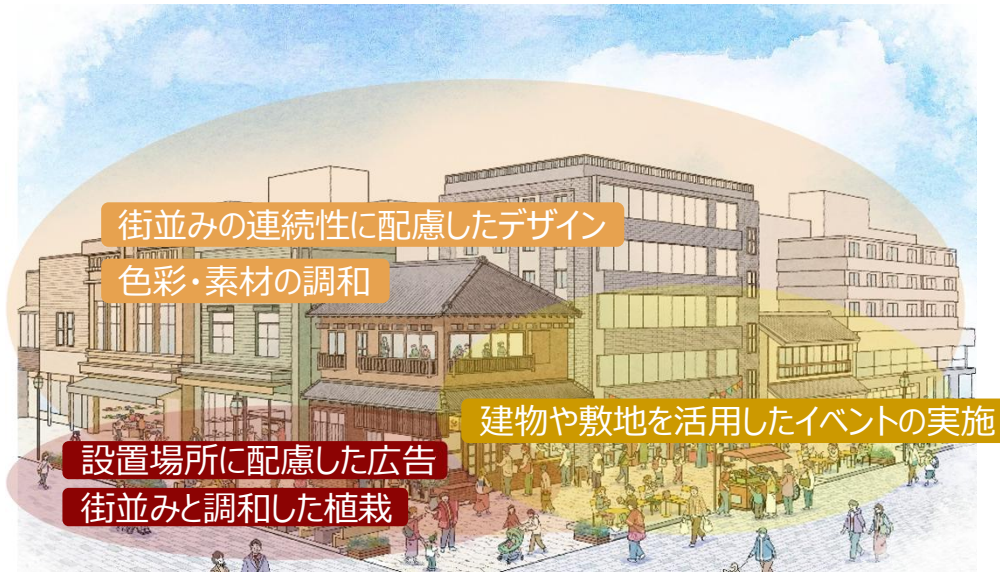 街並みの連続性に配慮したデザイン
色彩・素材の調和
建物や敷地を活用したイベントの実施
設置場所に配慮した広告
街並みと調和した植栽